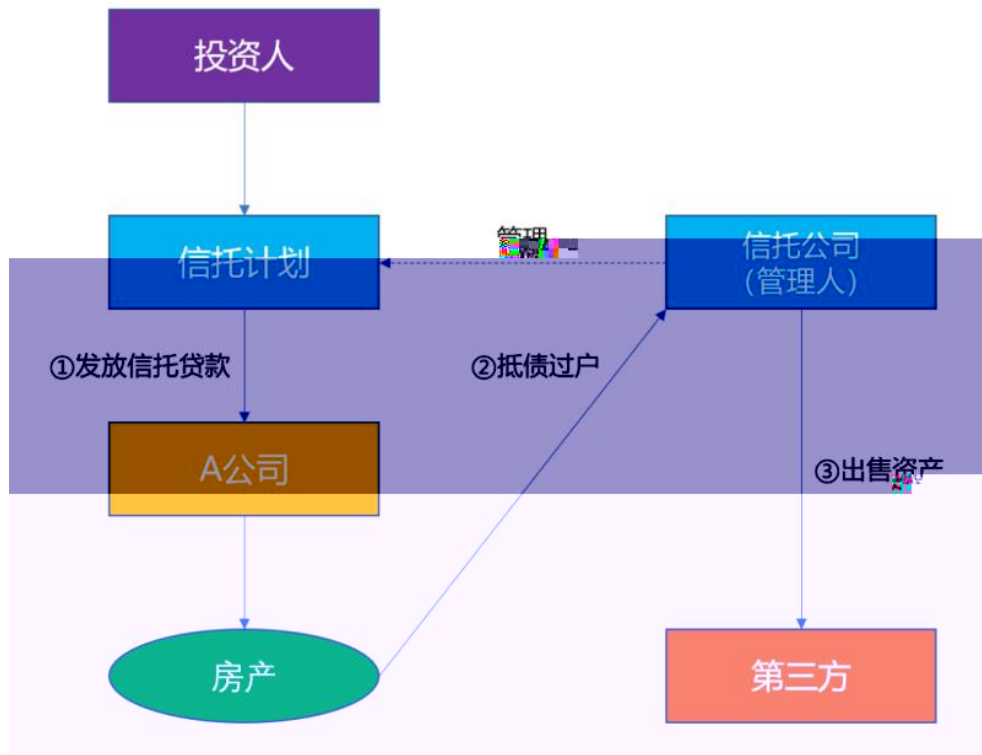 投资人
信托计划
管理
信托公司
（管理人）
①发放信托贷款
②抵债过户
A公司
③出售资产
房产
第三方